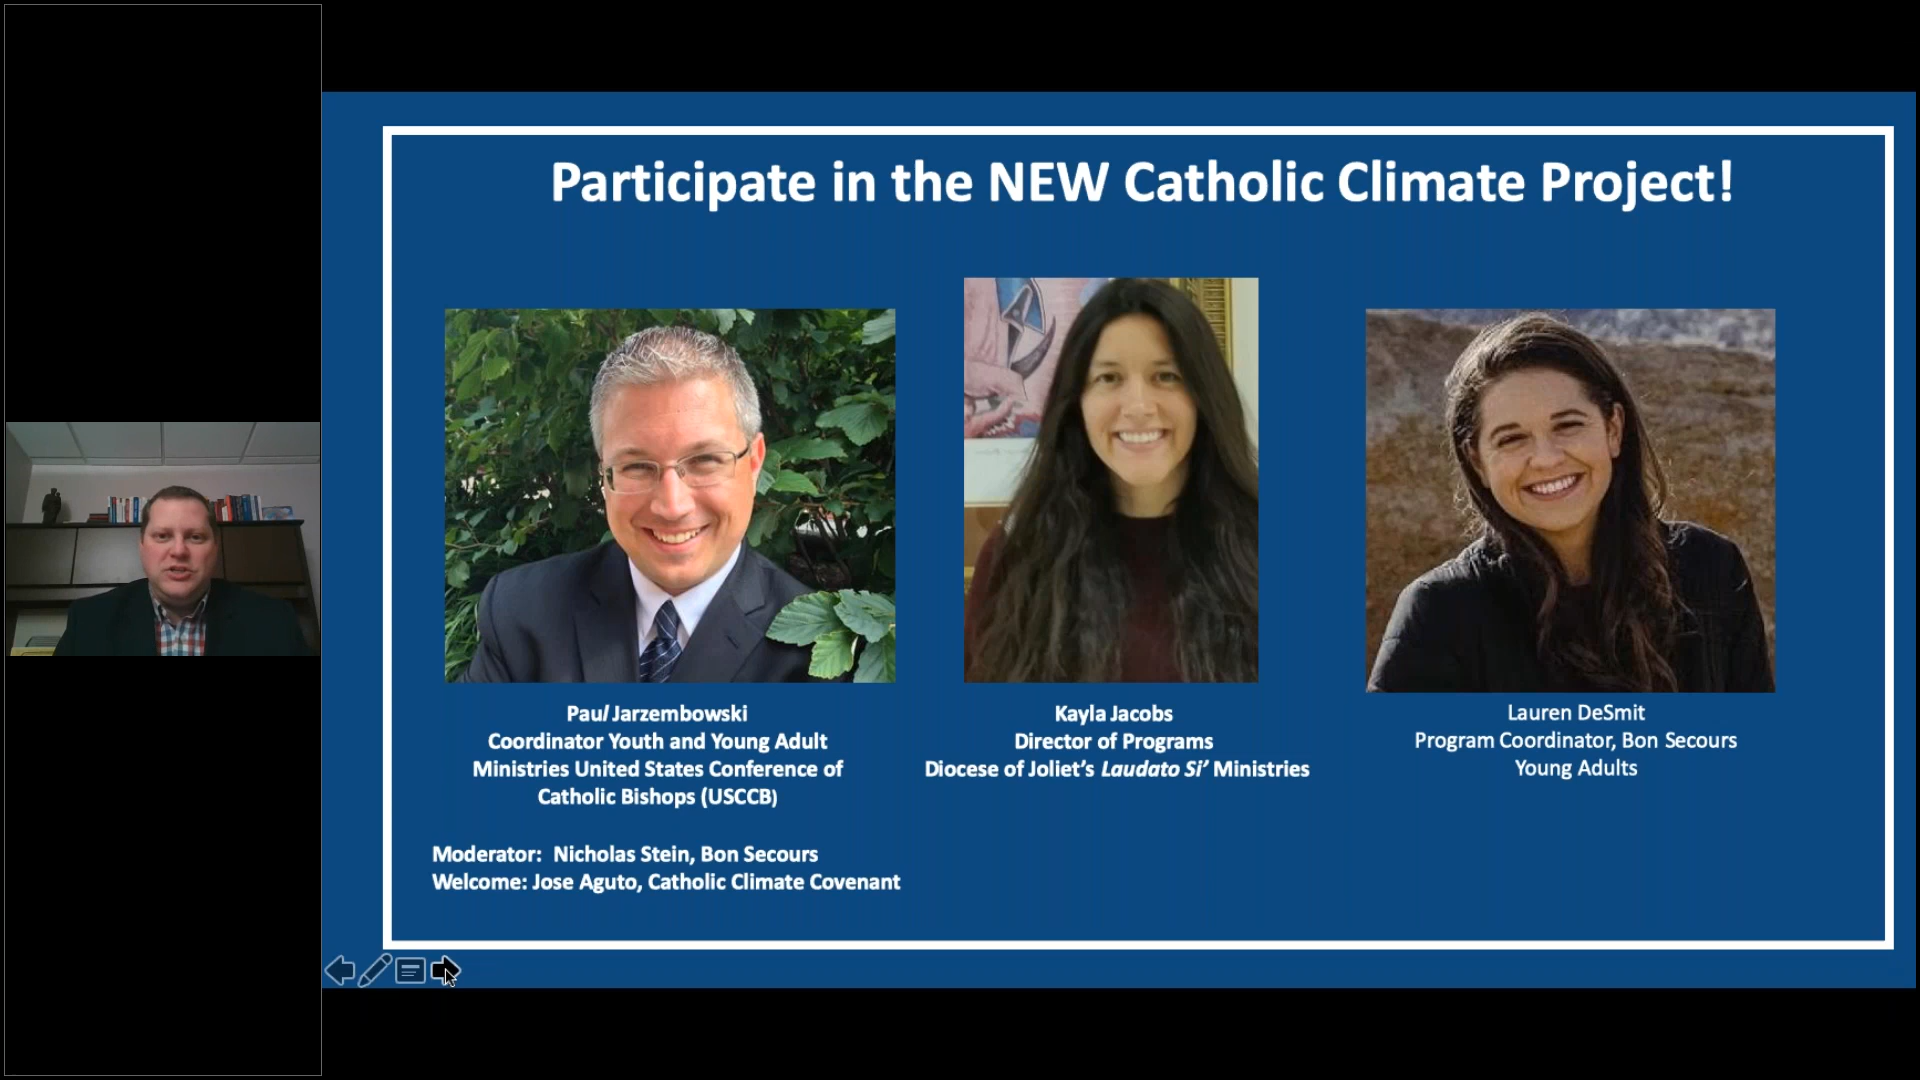 Participate in the NEW Catholic Climate Project!
Paul Jarzembowski
Coordinator Youth and Young Adult
Ministries United States Conference of
Catholic Bishops (USCCB)
Kayla Jacobs
Director of Programs
Diocese of Joliet’s Laudato Si’ Ministries
Lauren DeSmit
Program Coordinator, Bon Secours
Young Adults
Moderator: Nicholas Stein, Bon Secours
Welcome: Jose Aguto, Catholic Climate Covenant